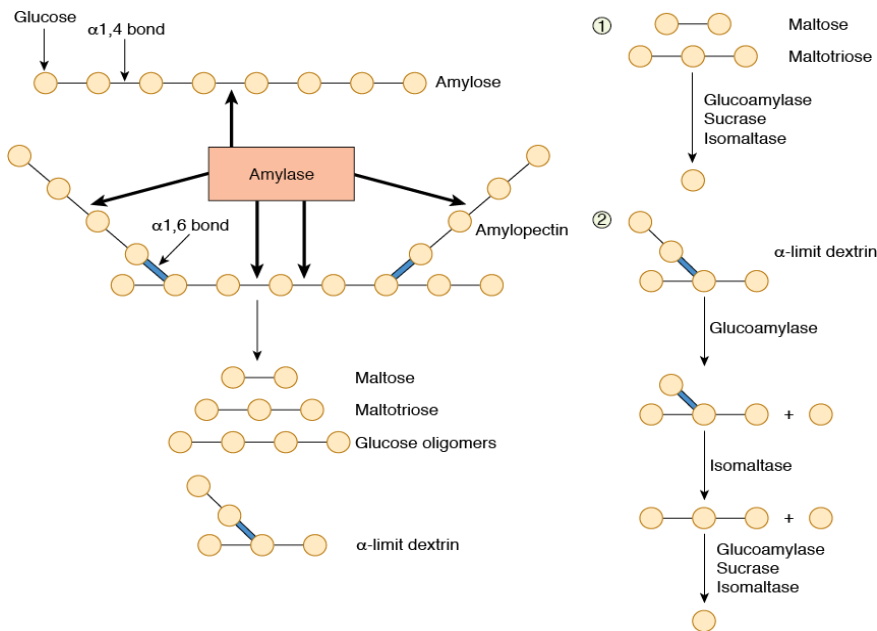 Glucose
α1,4 bond
Amylose
Amylase
α1,6 bond
Amylopectin
Maltose
Maltotriose
Glucose oligomers
α-limit dextrin
1
Maltose
Maltotriose
Glucoamylase
Sucrase
Isomaltase
2
α-limit dextrin
Glucoamylase
+
Isomaltase
+
Glucoamylase
Sucrase
Isomaltase